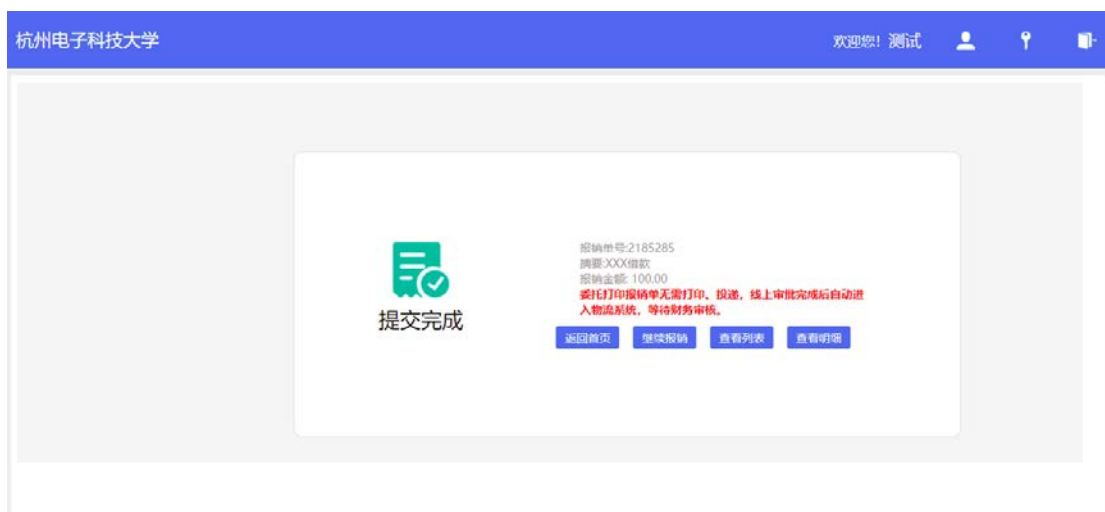 杭州电子科技大学
欢迎您! 测试
报销单号:2185285
摘要:XXX借款
报销金额: 100.00
委托打印报销单无需打印、投递，线上审批完成后自动进
入物流系统，等待财务审核。
提交完成
返回首页 继续报销 查看列表 查看明细